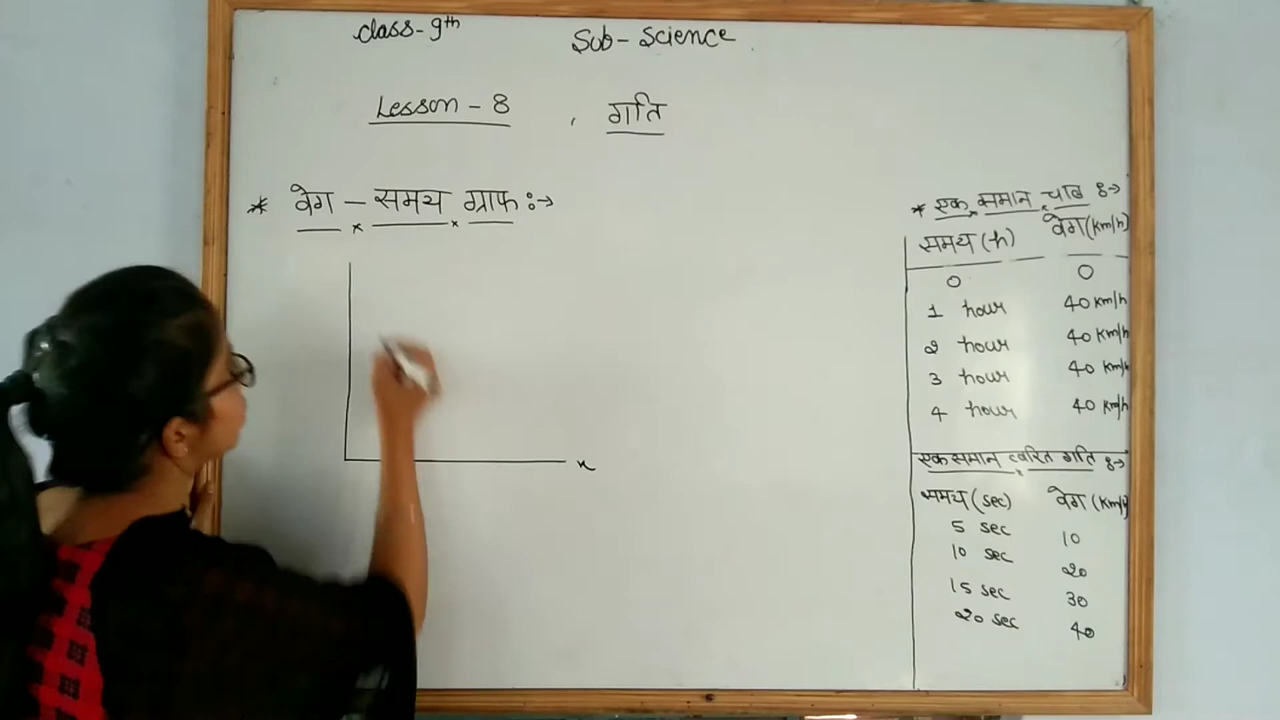 Class-9th Sub-Science
Lesson-8 , गति
* वेग - समय ग्राफ :→
x
* एक समान चाल :→
समय (h) वेग (Km/h)
0 0
1 hour 40 Km/h
2 hour 40 Km/h
3 hour 40 Km/h
4 hour 40 Km/h
एक समान त्वरित गति :→
समय (sec) वेग (Km/h)
5 sec 10
10 sec 20
15 sec 30
20 sec 40